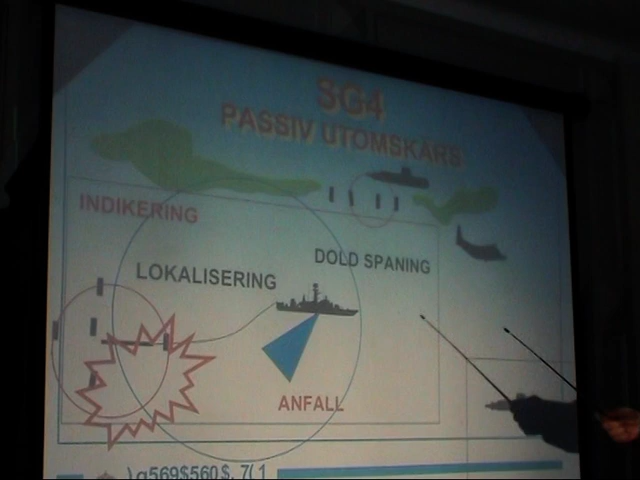 SG4
PASSIV UTOMSKÄRS
INDIKERING
LOKALISERING
DOLD SPANING
ANFALL